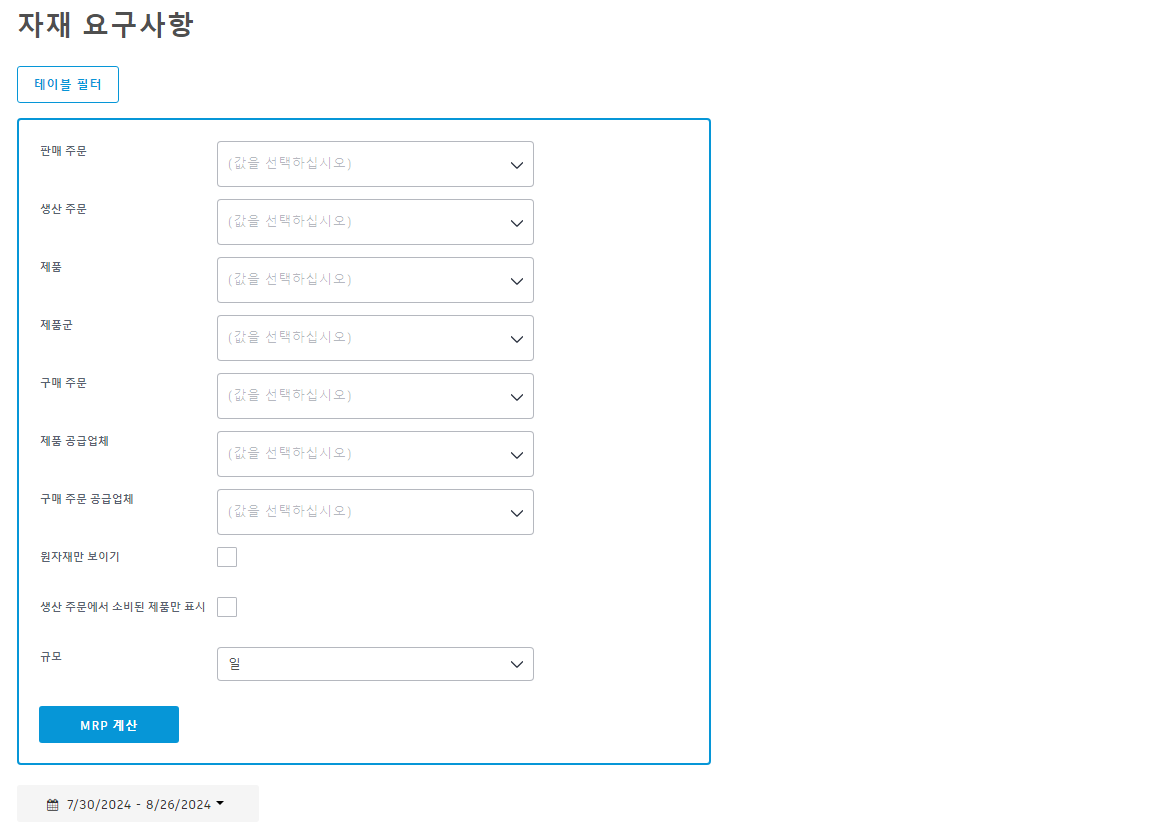 자재 요구사항
테이블 필터
판매 주문
(값을 선택하십시오)
생산 주문
(값을 선택하십시오)
제품
(값을 선택하십시오)
제품군
(값을 선택하십시오)
구매 주문
(값을 선택하십시오)
제품 공급업체
(값을 선택하십시오)
구매 주문 공급업체
(값을 선택하십시오)
원자재만 보이기
생산 주문에서 소비된 제품만 표시
규모
일
MRP 계산
7/30/2024 - 8/26/2024